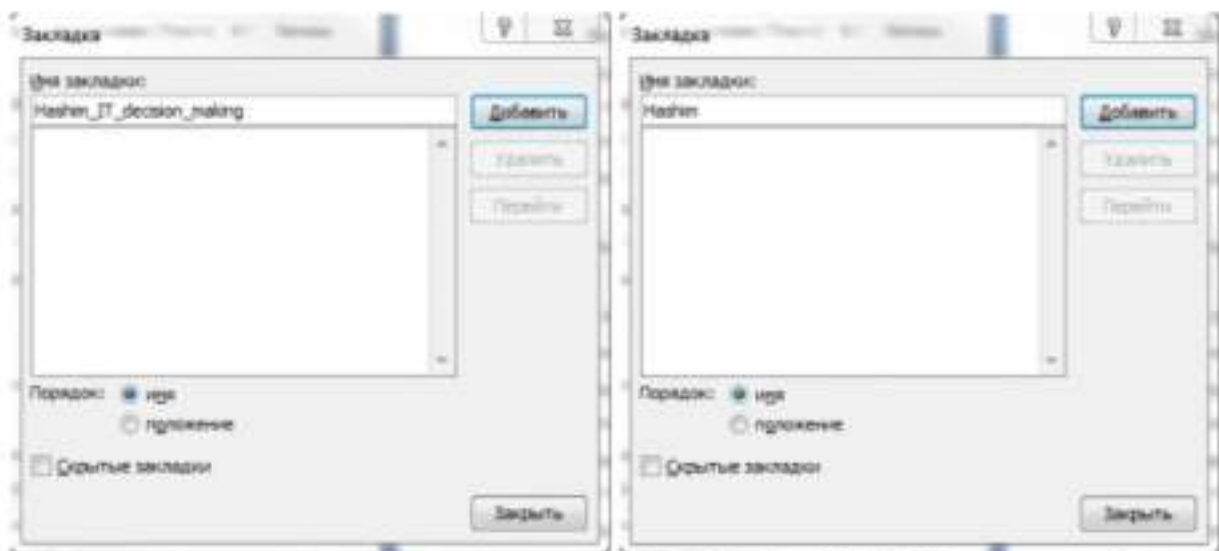 Закладка
Имя закладки:
Hashim_IT_decision_making
Добавить
Удалить
Перейти
Порядок:
имя
положение
Скрытые закладки
Закрыть
Закладка
Имя закладки:
Hashim
Добавить
Удалить
Перейти
Порядок:
имя
положение
Скрытые закладки
Закрыть